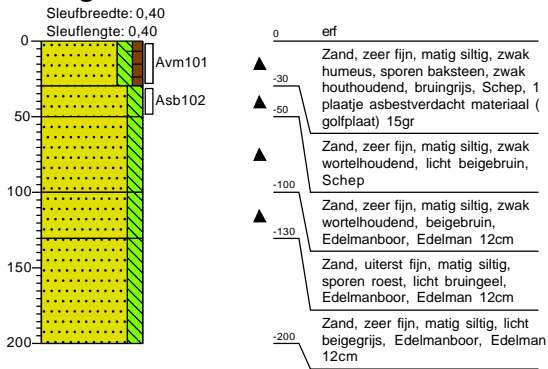 Sleufbreedte: 0,40
Sleuflengte: 0,40
0
50
100
150
200
Avm101
Asb102
0
erf
Zand, zeer fijn, matig siltig, zwak
humeus, sporen baksteen, zwak
houthoudend, bruingrijs, Schep, 1
plaatje asbestverdacht materiaal (
golfplaat) 15gr
-30
Zand, zeer fijn, matig siltig, zwak
wortelhoudend, licht beigebruin,
Schep
-50
Zand, zeer fijn, matig siltig, zwak
wortelhoudend, beigebruin,
Edelmanboor, Edelman 12cm
-100
Zand, uiterst fijn, matig siltig,
sporen roest, licht bruingeel,
Edelmanboor, Edelman 12cm
-130
Zand, zeer fijn, matig siltig, licht
beigegrijs, Edelmanboor, Edelman
12cm
-200